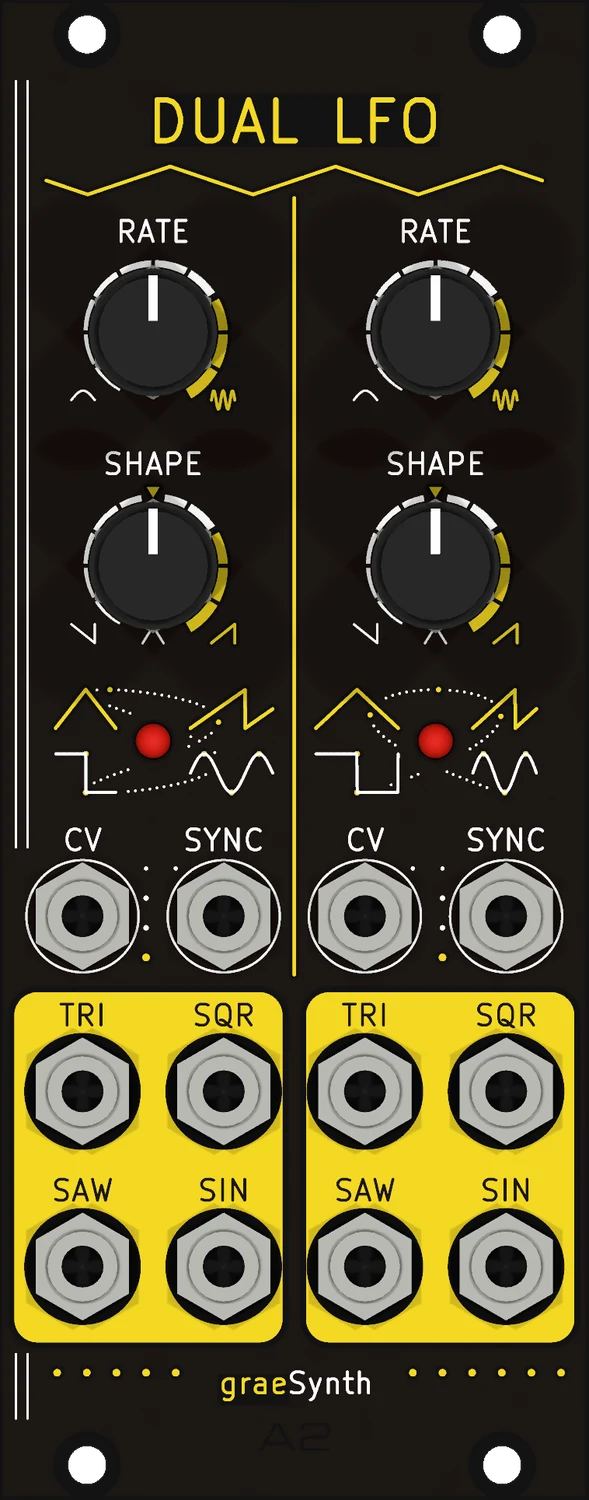 DUAL LFO
RATE RATE
SHAPE SHAPE
CV SYNC CV SYNC
TRI SQR TRI SQR
SAW SIN SAW SIN
graeSynth
A2